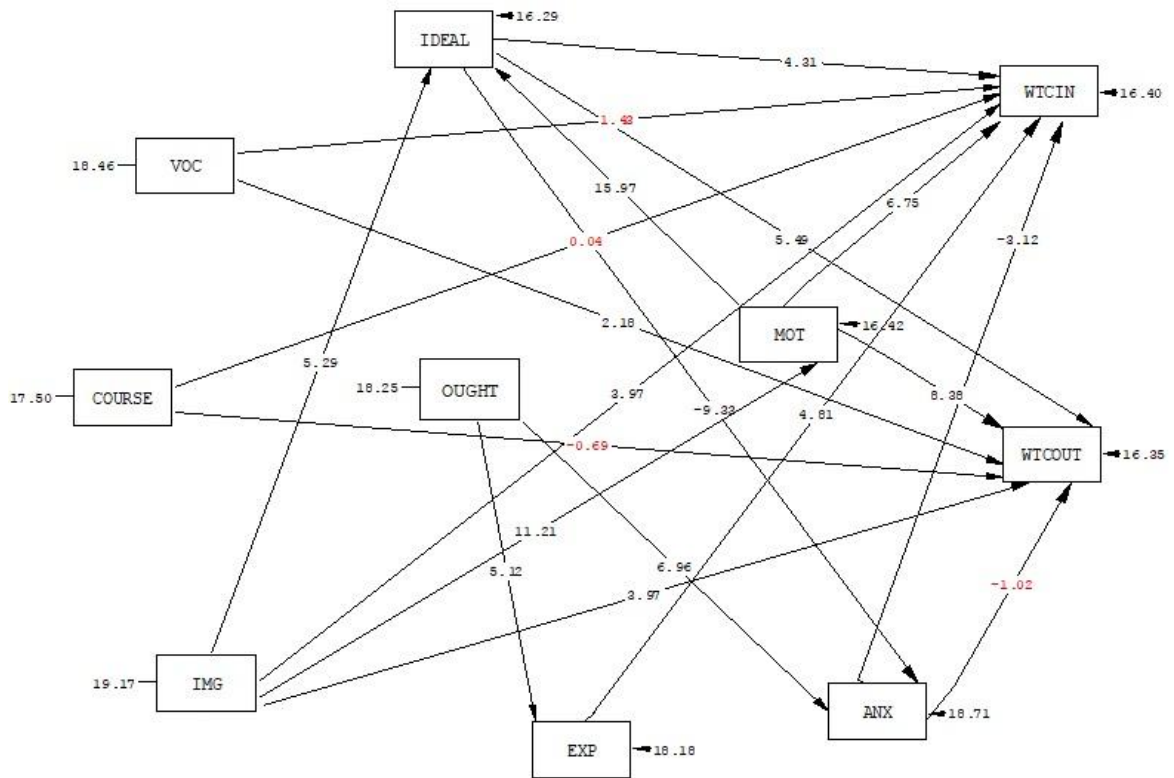 IDEAL
16.29
4.31
WTCIN
16.40
1.43
18.46
VOC
15.97
6.75
0.04
5.49
-3.12
2.18
MOT
16.42
5.29
OUGHT
18.25
17.50
COURSE
3.97
-9.33
4.81
8.38
-0.69
WTCOUT
16.35
11.21
6.96
5.12
-1.02
3.97
19.17
IMG
ANX
18.71
EXP
18.18